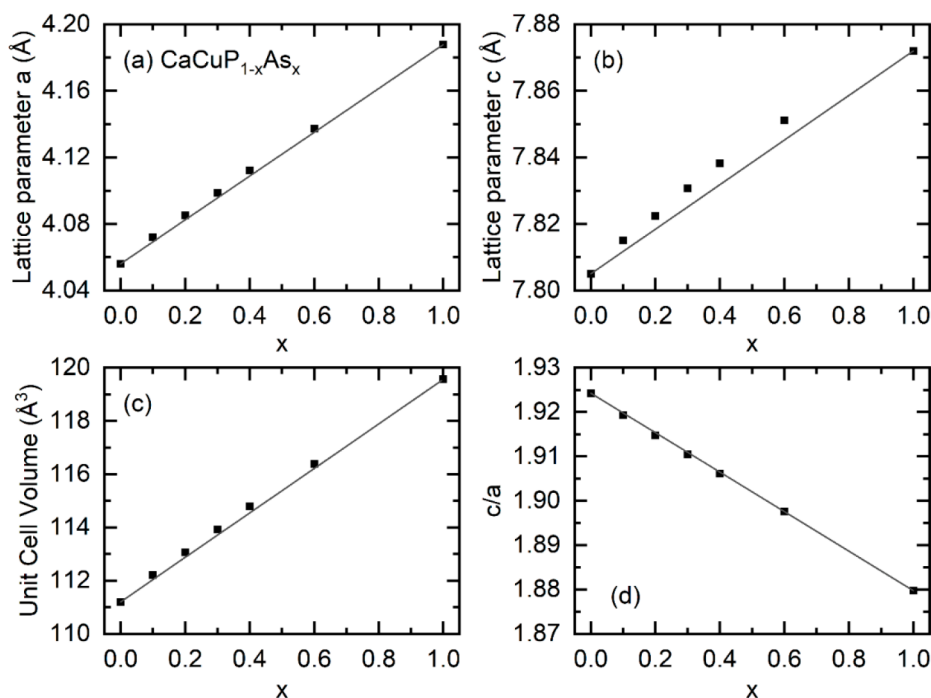 4.20
4.16
4.12
4.08
4.04
Lattice parameter a (Å)
(a) CaCuP₁₋ₓAsₓ
0.0 0.2 0.4 0.6 0.8 1.0
x
7.88
7.86
7.84
7.82
7.80
Lattice parameter c (Å)
(b)
0.0 0.2 0.4 0.6 0.8 1.0
x
120
118
116
114
112
110
Unit Cell Volume (Å³)
(c)
0.0 0.2 0.4 0.6 0.8 1.0
x
1.93
1.92
1.91
1.90
1.89
1.88
1.87
c/a
(d)
0.0 0.2 0.4 0.6 0.8 1.0
x